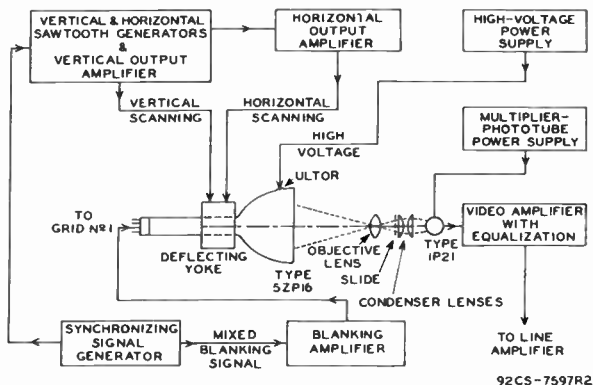 VERTICAL & HORIZONTAL
SAWTOOTH GENERATORS
&
VERTICAL OUTPUT
AMPLIFIER
HORIZONTAL
OUTPUT
AMPLIFIER
HIGH-VOLTAGE
POWER
SUPPLY
VERTICAL
SCANNING
HORIZONTAL
SCANNING
HIGH
VOLTAGE
MULTIPLIER-
PHOTOTUBE
POWER SUPPLY
ULTOR
TO
GRID Nº1
DEFLECTING
YOKE
TYPE
5ZP16
OBJECTIVE
LENS
SLIDE
CONDENSER LENSES
TYPE
1P21
VIDEO AMPLIFIER
WITH
EQUALIZATION
SYNCHRONIZING
SIGNAL
GENERATOR
MIXED
BLANKING
SIGNAL
BLANKING
AMPLIFIER
TO LINE
AMPLIFIER
92CS-7597R2